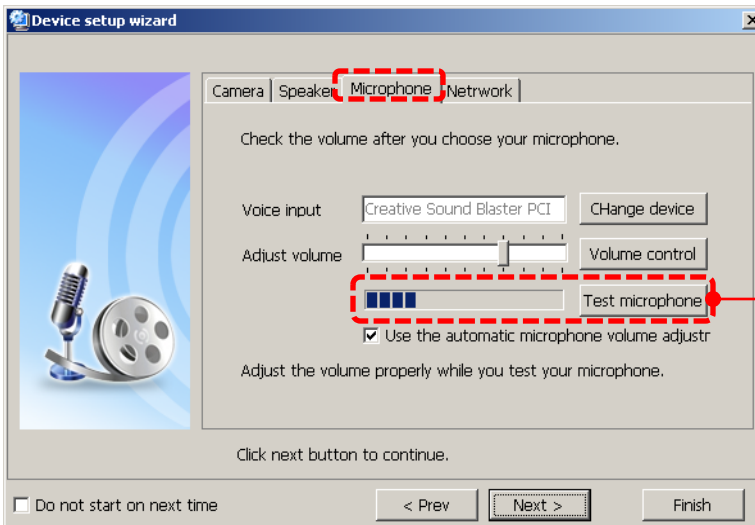 Device setup wizard
Camera Speaker Microphone Netrwork
Check the volume after you choose your microphone.
Voice input Creative Sound Blaster PCI CHange device
Adjust volume Volume control
Test microphone
Use the automatic microphone volume adjustr
Adjust the volume properly while you test your microphone.
Click next button to continue.
Do not start on next time < Prev Next > Finish